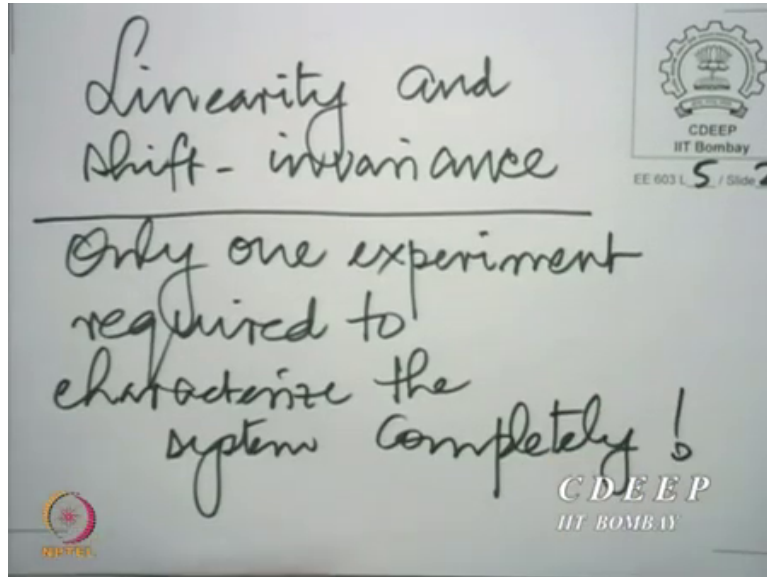 Linearity and
shift-invariance
Only one experiment
required to
characterize the
system completely!
CDEEP
IIT Bombay
EE 603 L 5 / Slide 2
CDEEP
IIT BOMBAY
NPTEL